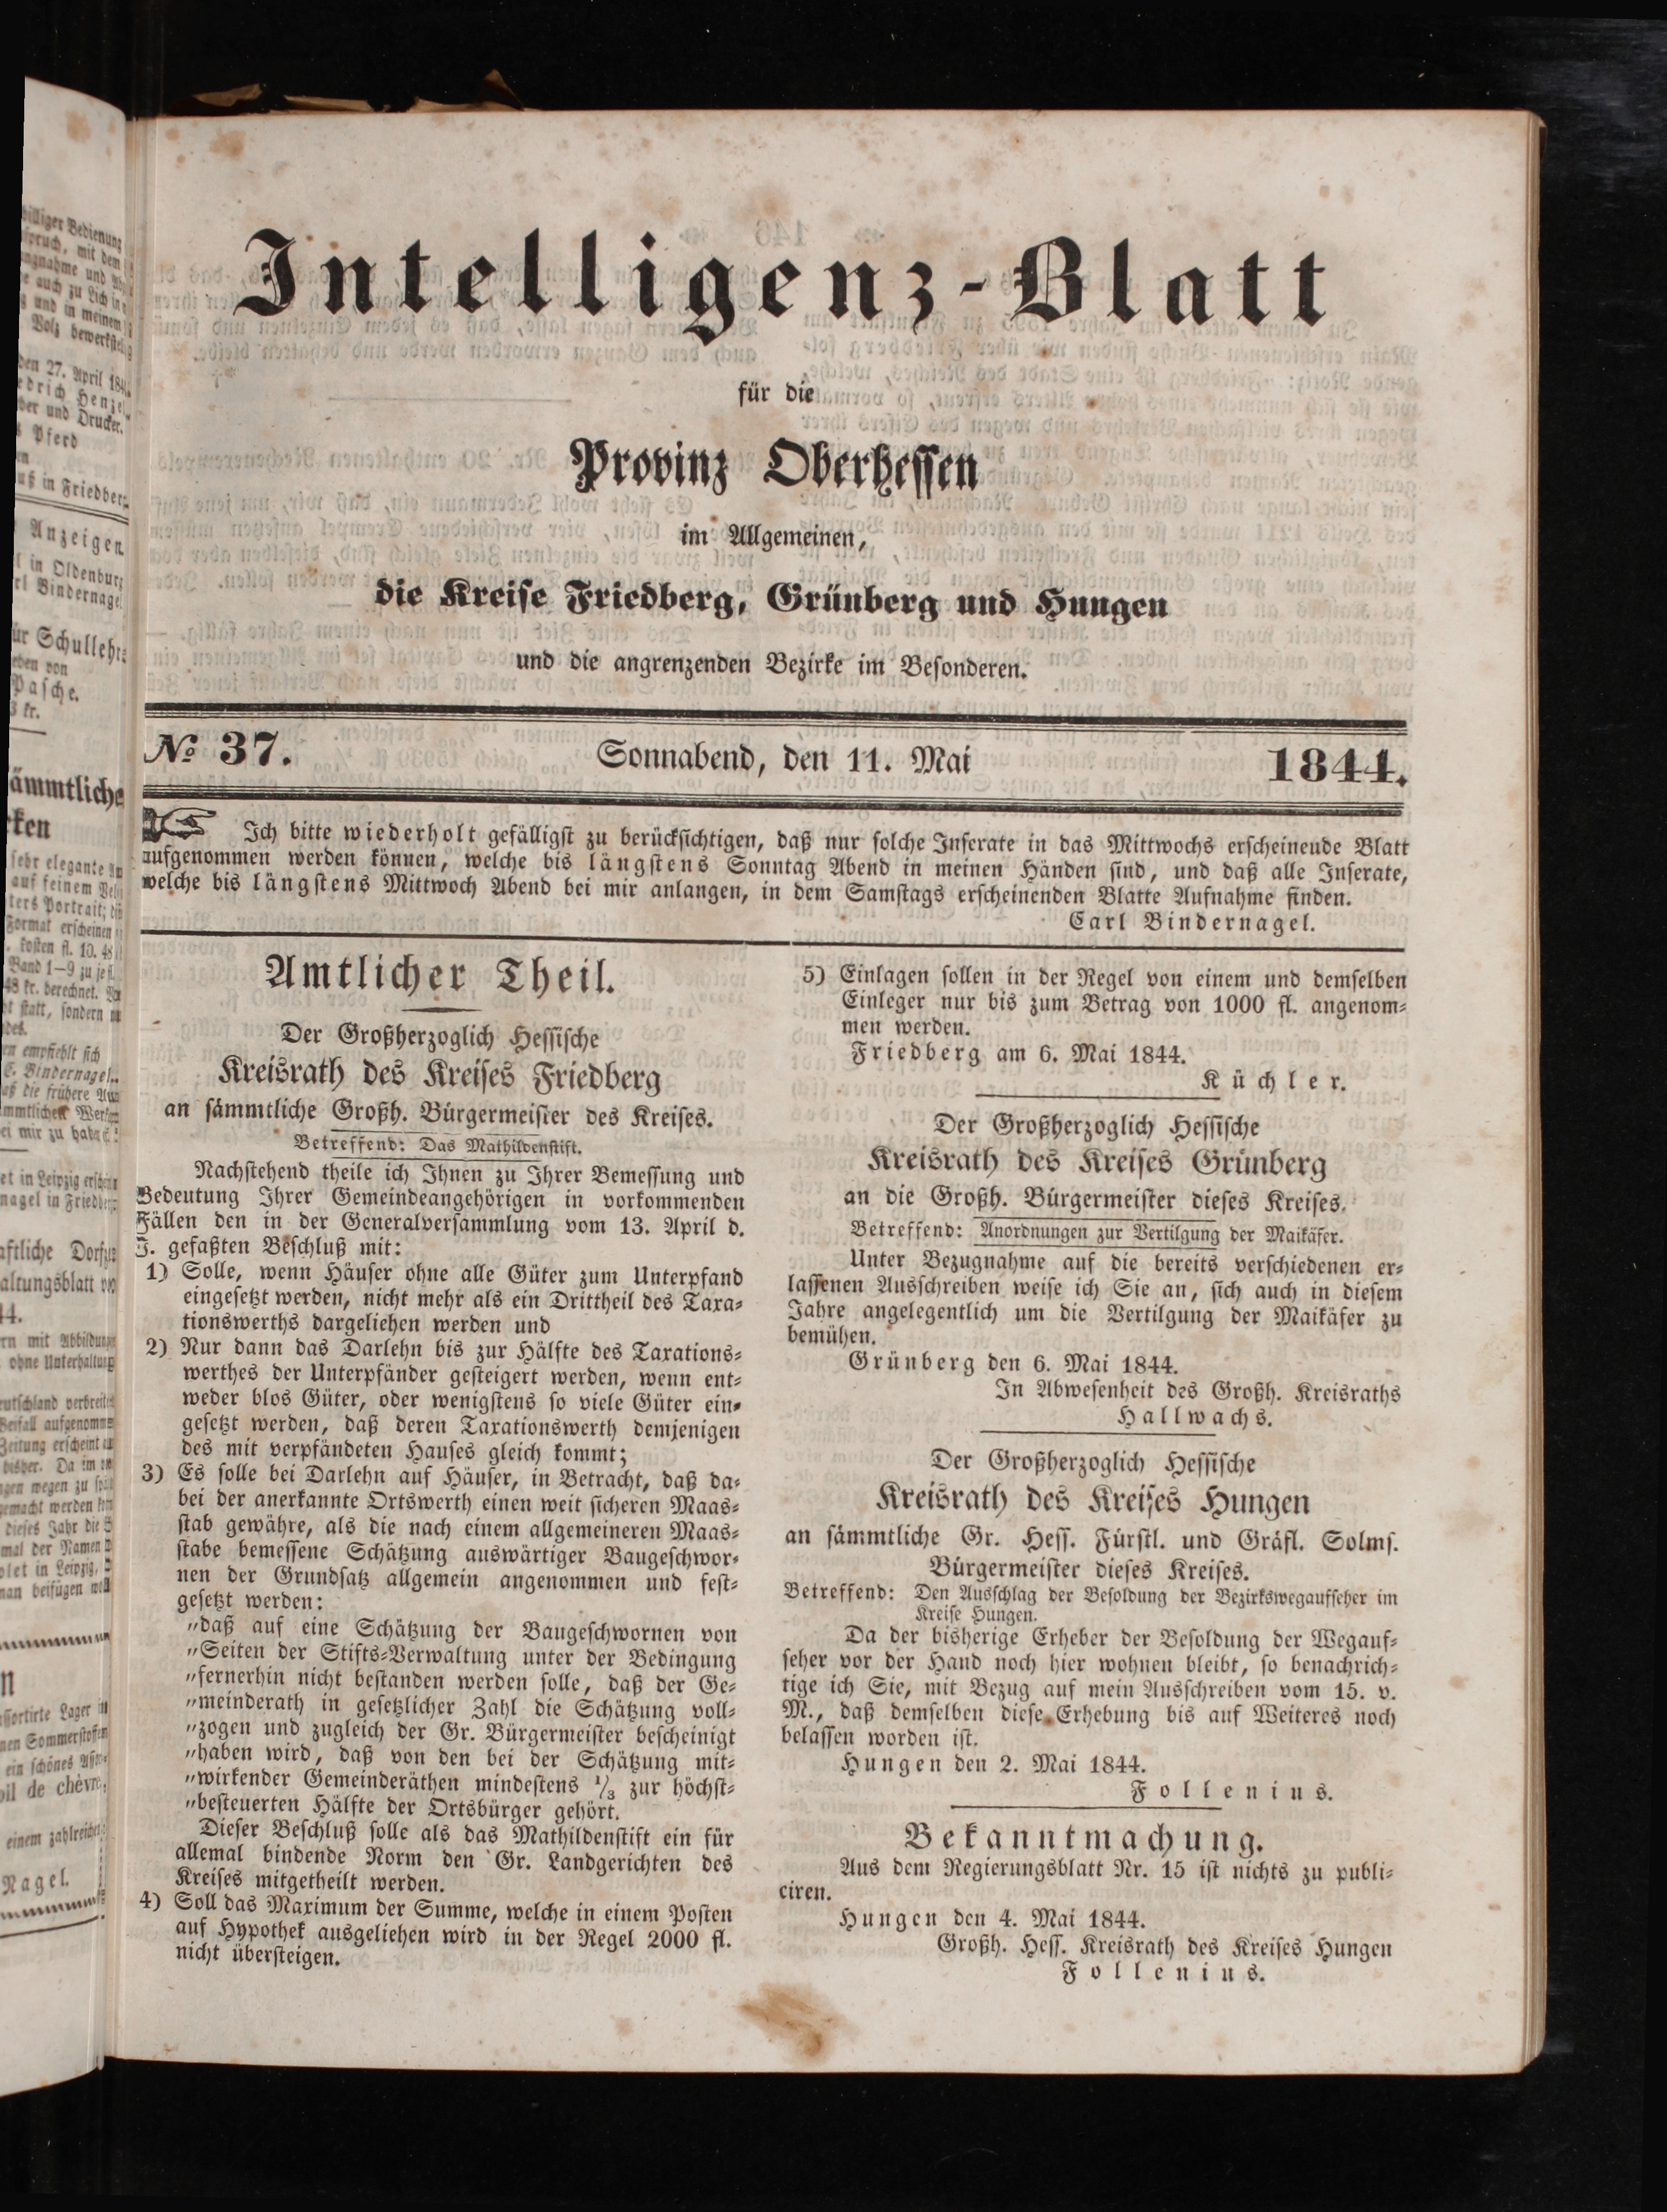 Intelligenz-Blatt
für die
Provinz Oberhessen
im Allgemeinen,
die Kreise Friedberg, Grünberg und Hungen
und die angrenzenden Bezirke im Besonderen.
№ 37. Sonnabend, den 11. Mai 1844.
Ich bitte wiederholt gefälligst zu berücksichtigen, daß nur solche Inserate in das Mittwochs erscheinende Blatt
aufgenommen werden können, welche bis längstens Sonntag Abend in meinen Händen sind, und daß alle Inserate,
welche bis längstens Mittwoch Abend bei mir anlangen, in dem Samstags erscheinenden Blatte Aufnahme finden.
Carl Bindernagel.
Amtlicher Theil.
Der Großherzoglich Hessische
Kreisrath des Kreises Friedberg
an sämmtliche Großh. Bürgermeister des Kreises.
Betreffend: Das Mathildenstift.
Nachstehend theile ich Ihnen zu Ihrer Bemessung und
Bedeutung Ihrer Gemeindeangehörigen in vorkommenden
Fällen den in der Generalversammlung vom 13. April d.
J. gefaßten Beschluß mit:
1) Solle, wenn Häuser ohne alle Güter zum Unterpfand
eingesetzt werden, nicht mehr als ein Drittheil des Taxa-
tionswerths dargeliehen werden und
2) Nur dann das Darlehn bis zur Hälfte des Taxations-
werthes der Unterpfänder gesteigert werden, wenn ent-
weder blos Güter, oder wenigstens so viele Güter ein-
gesetzt werden, daß deren Taxationswerth demjenigen
des mit verpfändeten Hauses gleich kommt;
3) Es solle bei Darlehn auf Häuser, in Betracht, daß da-
bei der anerkannte Ortswerth einen weit sicheren Maas-
stab gewähre, als die nach einem allgemeineren Maas-
stabe bemessene Schätzung auswärtiger Baugeschwor-
nen der Grundsatz allgemein angenommen und fest-
gesetzt werden:
„daß auf eine Schätzung der Baugeschwornen von
„Seiten der Stifts-Verwaltung unter der Bedingung
„fernerhin nicht bestanden werden solle, daß der Ge-
„meinderath in gesetzlicher Zahl die Schätzung voll-
„zogen und zugleich der Gr. Bürgermeister bescheinigt
„haben wird, daß von den bei der Schätzung mit-
„wirkender Gemeinderäthen mindestens 1/3 zur höchst-
„besteuerten Hälfte der Ortsbürger gehört.
Dieser Beschluß solle als das Mathildenstift ein für
allemal bindende Norm den Gr. Landgerichten des
Kreises mitgetheilt werden.
4) Soll das Maximum der Summe, welche in einem Posten
auf Hypothek ausgeliehen wird in der Regel 2000 fl.
nicht übersteigen.
5) Einlagen sollen in der Regel von einem und demselben
Einleger nur bis zum Betrag von 1000 fl. angenom-
men werden.
Friedberg am 6. Mai 1844.
Küchler.
Der Großherzoglich Hessische
Kreisrath des Kreises Grünberg
an die Großh. Bürgermeister dieses Kreises.
Betreffend: Anordnungen zur Vertilgung der Maikäfer.
Unter Bezugnahme auf die bereits verschiedenen er-
lassenen Ausschreiben weise ich Sie an, sich auch in diesem
Jahre angelegentlich um die Vertilgung der Maikäfer zu
bemühen.
Grünberg den 6. Mai 1844.
In Abwesenheit des Großh. Kreisraths
Hallwachs.
Der Großherzoglich Hessische
Kreisrath des Kreises Hungen
an sämmtliche Gr. Hess. Fürstl. und Gräfl. Solms.
Bürgermeister dieses Kreises.
Betreffend: Den Ausschlag der Besoldung der Bezirkswegaufseher im
Kreise Hungen.
Da der bisherige Erheber der Besoldung der Wegauf-
seher vor der Hand noch hier wohnen bleibt, so benachrich-
tige ich Sie, mit Bezug auf mein Ausschreiben vom 15. v.
M., daß demselben diese Erhebung bis auf Weiteres noch
belassen worden ist.
Hungen den 2. Mai 1844.
Follenius.
Bekanntmachung.
Aus dem Regierungsblatt Nr. 15 ist nichts zu publi-
ciren.
Hungen den 4. Mai 1844.
Großh. Hess. Kreisrath des Kreises Hungen
Follenius.